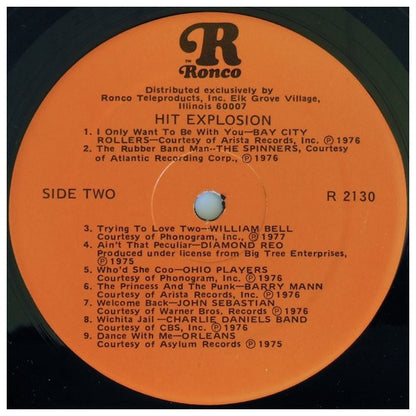 R
TM
Ronco
Distributed exclusively by
Ronco Teleproducts, Inc. Elk Grove Village,
Illinois 60007
HIT EXPLOSION
1. I Only Want To Be With You—BAY CITY
ROLLERS—Courtesy of Arista Records, Inc. ℗ 1976
2. The Rubber Band Man—THE SPINNERS, Courtesy
of Atlantic Recording Corp., ℗ 1976
SIDE TWO
R 2130
3. Trying To Love Two—WILLIAM BELL
Courtesy of Phonogram, Inc., ℗ 1977
4. Ain't That Peculiar—DIAMOND REO
Produced under license from Big Tree Enterprises,
℗ 1975
5. Who'd She Coo—OHIO PLAYERS
Courtesy of Phonogram, Inc. ℗ 1976
6. The Princess And The Punk—BARRY MANN
Courtesy of Arista Records, Inc. ℗ 1976
7. Welcome Back—JOHN SEBASTIAN
Courtesy of Warner Bros. Records ℗ 1976
8. Wichita Jail—CHARLIE DANIELS BAND
Courtesy of CBS, Inc. ℗ 1976
9. Dance With Me—ORLEANS
Courtesy of Asylum Records ℗ 1975